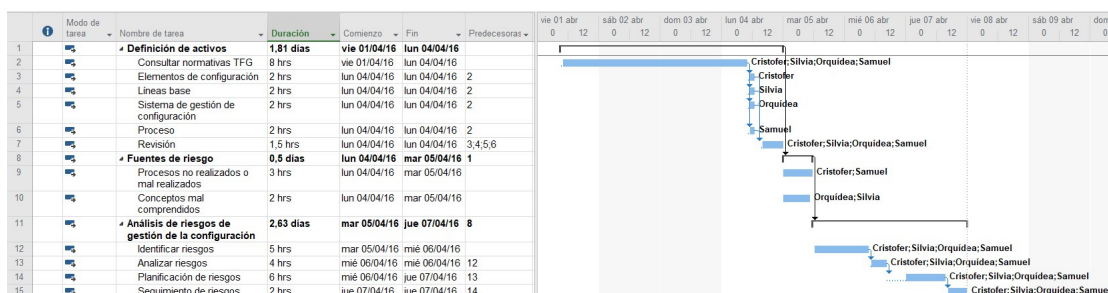 vie 01 abr sáb 02 abr dom 03 abr lun 04 abr mar 05 abr mié 06 abr jue 07 abr vie 08 abr sáb 09 abr dom
Modo de tarea Nombre de tarea Duración Comienzo Fin Predecesoras 0 12 0 12 0 12 0 12 0 12 0 12 0 12 0 12 0 12 0
1 Definición de activos 1,81 días vie 01/04/16 lun 04/04/16
2 Consultar normativas TFG 8 hrs vie 01/04/16 lun 04/04/16 Cristofer;Silvia;Orquídea;Samuel
3 Elementos de configuración 2 hrs lun 04/04/16 lun 04/04/16 2 Cristofer
4 Líneas base 2 hrs lun 04/04/16 lun 04/04/16 2 Silvia
5 Sistema de gestión de 2 hrs lun 04/04/16 lun 04/04/16 2 Orquídea
configuración
6 Proceso 2 hrs lun 04/04/16 lun 04/04/16 2 Samuel
7 Revisión 1,5 hrs lun 04/04/16 lun 04/04/16 3;4;5;6 Cristofer;Silvia;Orquídea;Samuel
8 Fuentes de riesgo 0,5 días lun 04/04/16 mar 05/04/16 1
9 Procesos no realizados o 3 hrs lun 04/04/16 mar 05/04/16 Cristofer;Samuel
mal realizados
10 Conceptos mal 2 hrs lun 04/04/16 mar 05/04/16 Orquídea;Silvia
comprendidos
11 Análisis de riesgos de 2,63 días mar 05/04/16 jue 07/04/16 8
gestión de la configuración
12 Identificar riesgos 5 hrs mar 05/04/16 mié 06/04/16 Cristofer;Silvia;Orquídea;Samuel
13 Analizar riesgos 4 hrs mié 06/04/16 mié 06/04/16 12 Cristofer;Silvia;Orquídea;Samuel
14 Planificación de riesgos 6 hrs mié 06/04/16 jue 07/04/16 13 Cristofer;Silvia;Orquídea;Samuel
15 Seguimiento de riesgos 2 hrs jue 07/04/16 jue 07/04/16 14 Cristofer;Silvia;Orquídea;Samue